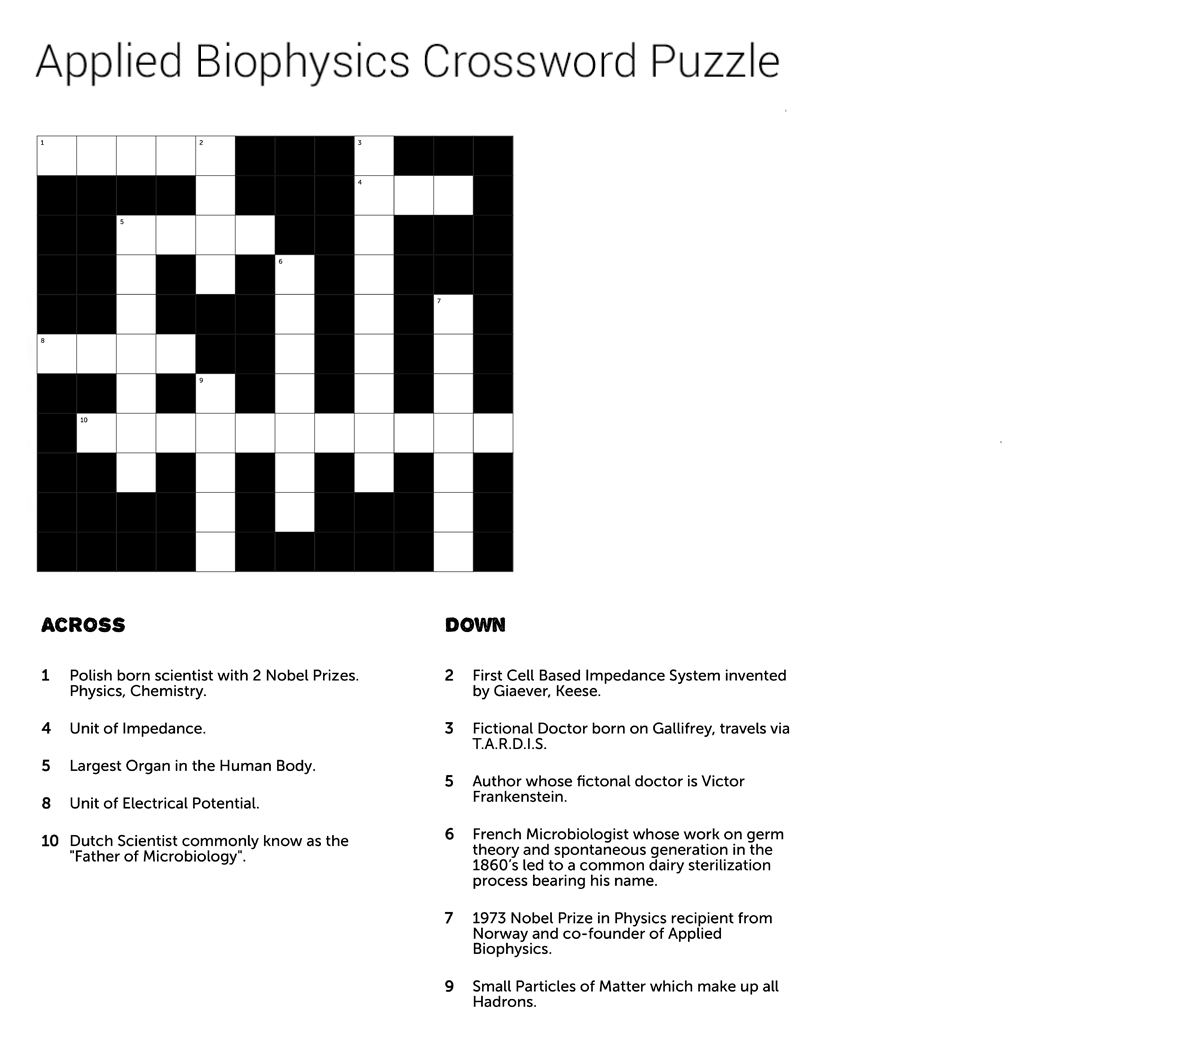 Applied Biophysics Crossword Puzzle
1 2 3
4
5
6
7
8
9
10
ACROSS
1 Polish born scientist with 2 Nobel Prizes.
Physics, Chemistry.
4 Unit of Impedance.
5 Largest Organ in the Human Body.
8 Unit of Electrical Potential.
10 Dutch Scientist commonly know as the
"Father of Microbiology".
DOWN
2 First Cell Based Impedance System invented
by Giaever, Keese.
3 Fictional Doctor born on Gallifrey, travels via
T.A.R.D.I.S.
5 Author whose fictonal doctor is Victor
Frankenstein.
6 French Microbiologist whose work on germ
theory and spontaneous generation in the
1860's led to a common dairy sterilization
process bearing his name.
7 1973 Nobel Prize in Physics recipient from
Norway and co-founder of Applied
Biophysics.
9 Small Particles of Matter which make up all
Hadrons.